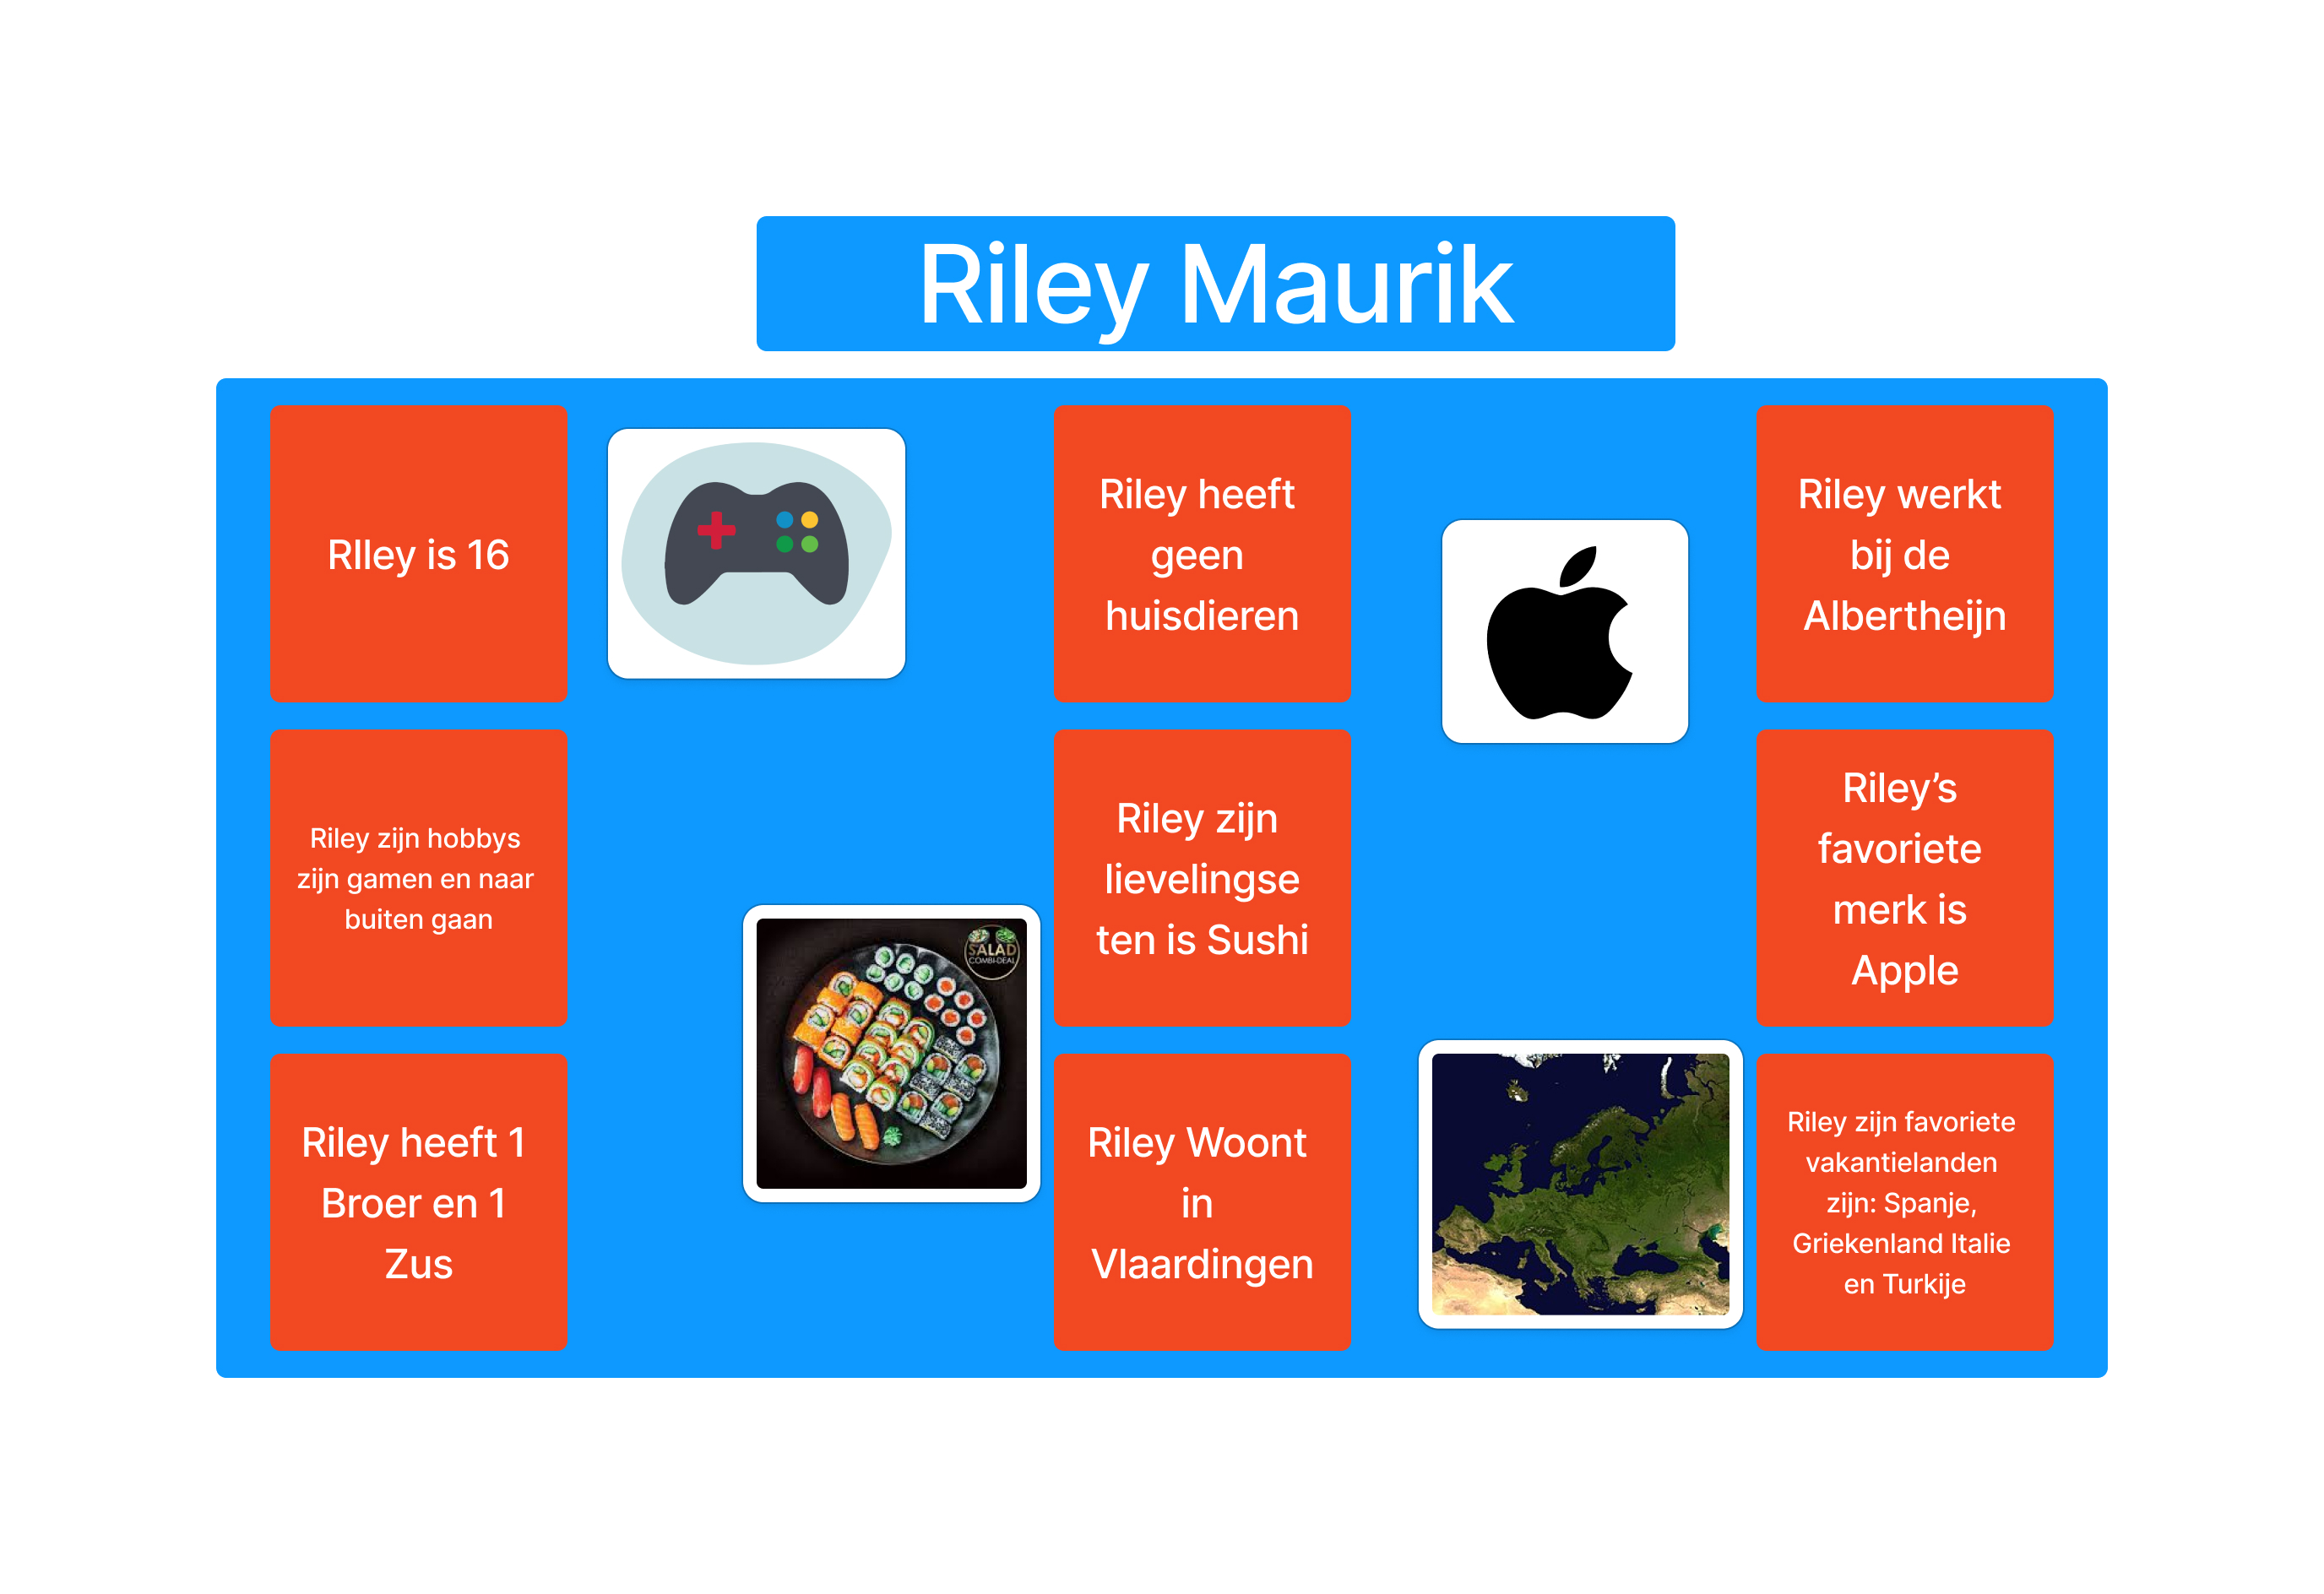 Riley Maurik
RIley is 16
Riley heeft
geen
huisdieren
Riley werkt
bij de
Albertheijn
Riley zijn hobbys
zijn gamen en naar
buiten gaan
Riley zijn
lievelingse
ten is Sushi
Riley's
favoriete
merk is
Apple
SALAD
COMBI-DEAL
Riley heeft 1
Broer en 1
Zus
Riley Woont
in
Vlaardingen
Riley zijn favoriete
vakantielanden
zijn: Spanje,
Griekenland Italie
en Turkije